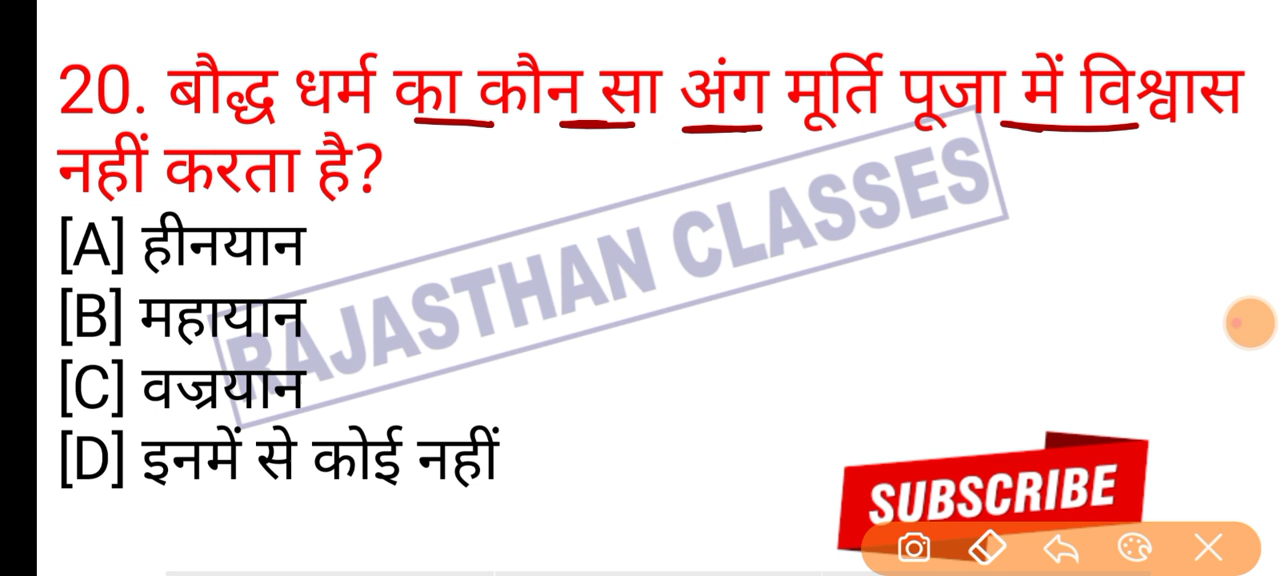 20. बौद्ध धर्म का कौन सा अंग मूर्ति पूजा में विश्वास
नहीं करता है?
[A] हीनयान
[B] महायान
[C] वज्रयान
[D] इनमें से कोई नहीं
RAJASTHAN CLASSES
SUBSCRIBE